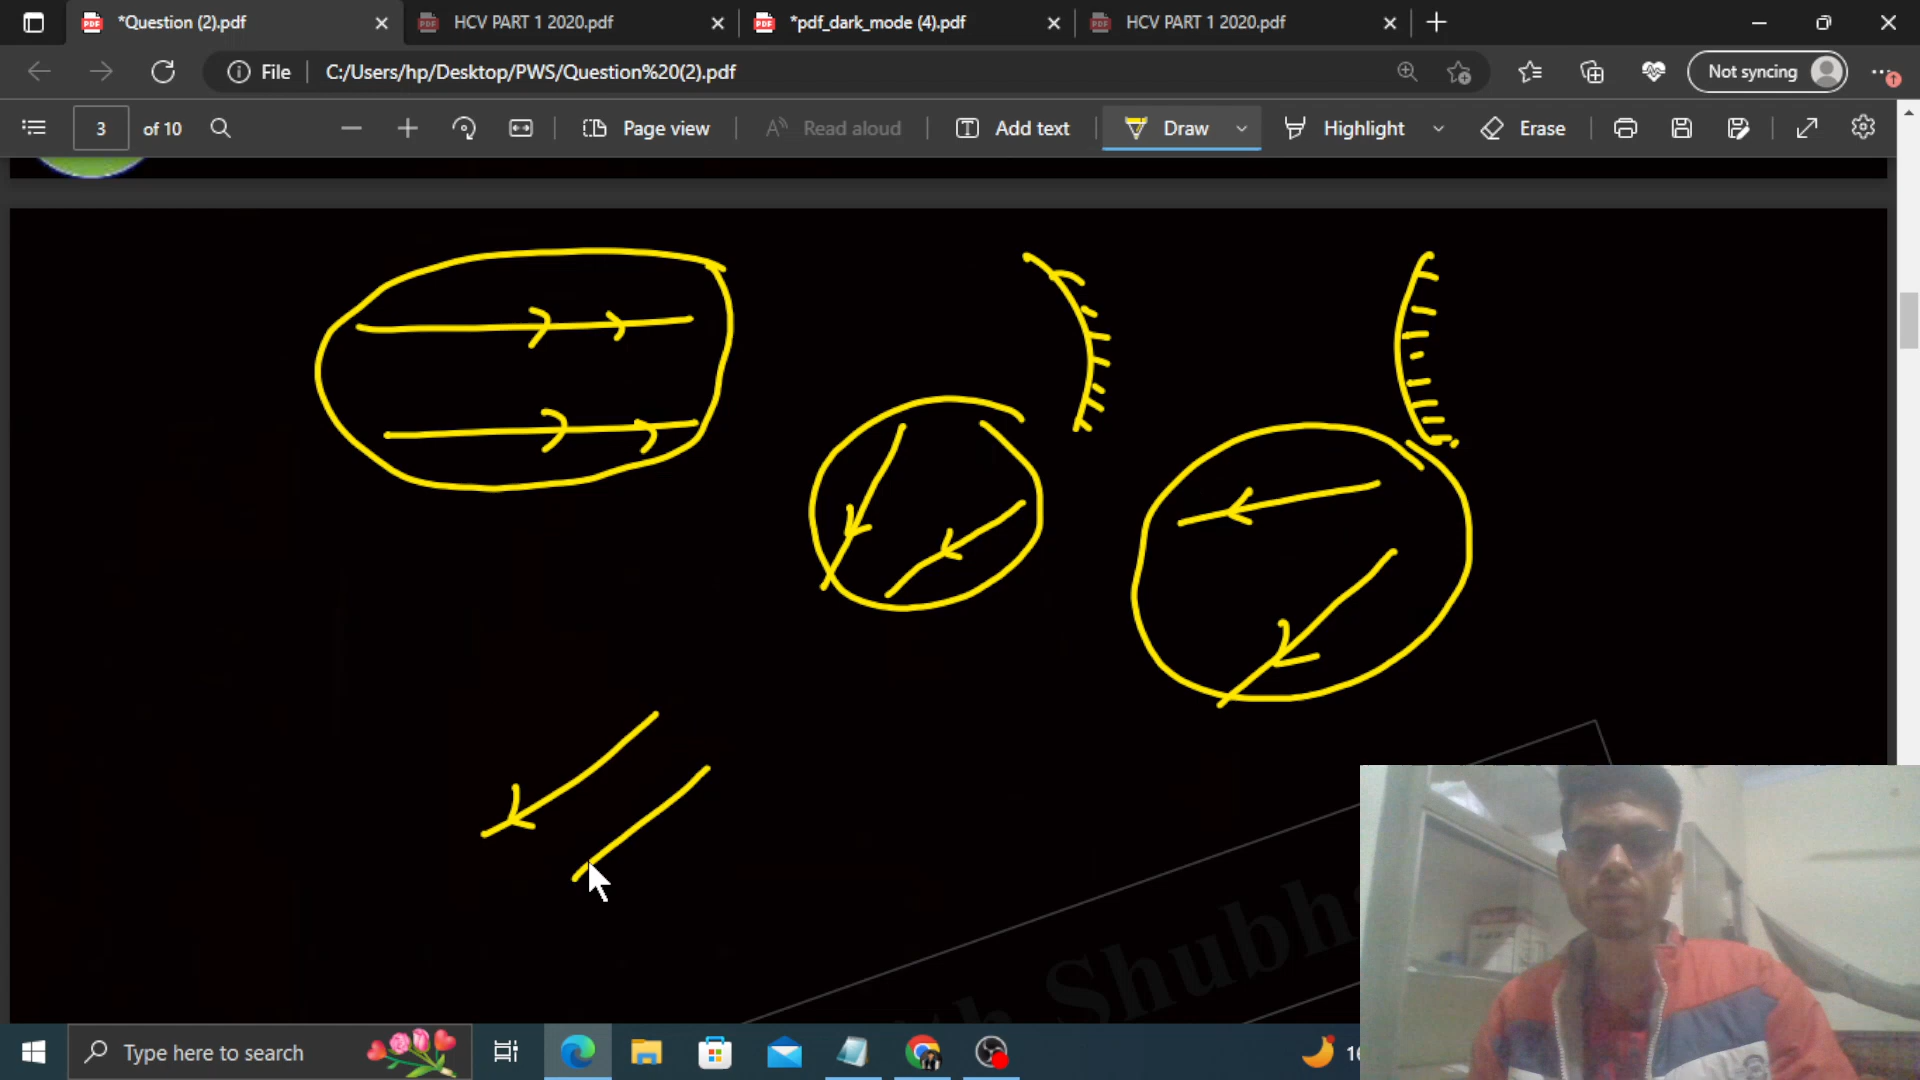 *Question (2).pdf
HCV PART 1 2020.pdf
*pdf_dark_mode (4).pdf
HCV PART 1 2020.pdf
File
C:/Users/hp/Desktop/PWS/Question%20(2).pdf
Not syncing
3 of 10
Page view
Read aloud
Add text
Draw
Highlight
Erase
Type here to search